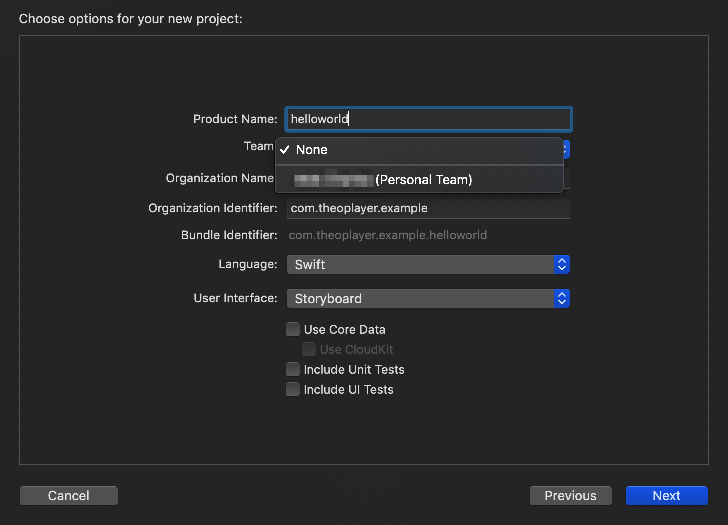 Choose options for your new project:
Product Name: helloworld
Team
None
(Personal Team)
Organization Name
Organization Identifier: com.theoplayer.example
Bundle Identifier: com.theoplayer.example.helloworld
Language: Swift
User Interface: Storyboard
Use Core Data
Use CloudKit
Include Unit Tests
Include UI Tests
Cancel Previous Next